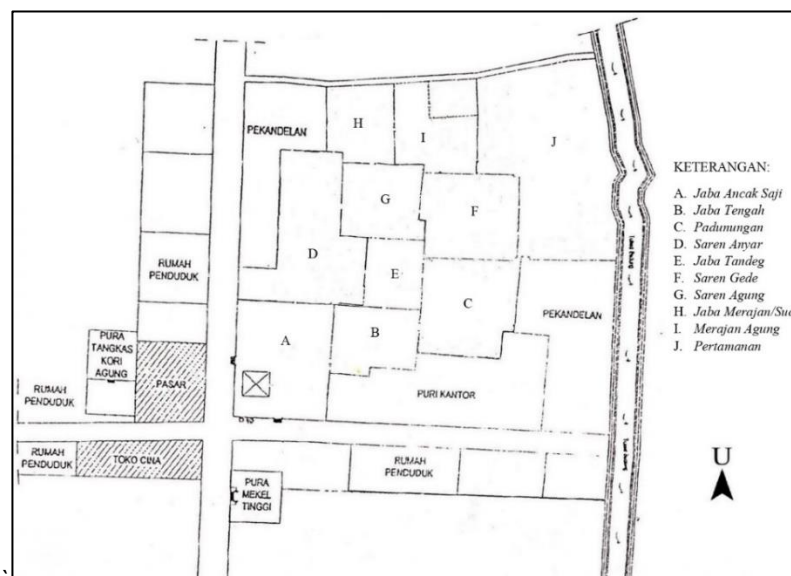 PEKANDELAN
H
I
J
G
F
D
E
C
RUMAH
PENDUDUK
PEKANDELAN
A
B
PURA
TANGKAS
KORI
AGUNG
PASAR
RUMAH
PENDUDUK
PURI KANTOR
RUMAH
PENDUDUK
TOKO CINA
RUMAH
PENDUDUK
PURA
MEKEL
TINGGI
KETERANGAN:
A. Jaba Ancak Saji
B. Jaba Tengah
C. Padunungan
D. Saren Anyar
E. Jaba Tandeg
F. Saren Gede
G. Saren Agung
H. Jaba Merajan/Suc
I. Merajan Agung
J. Pertamanan
U